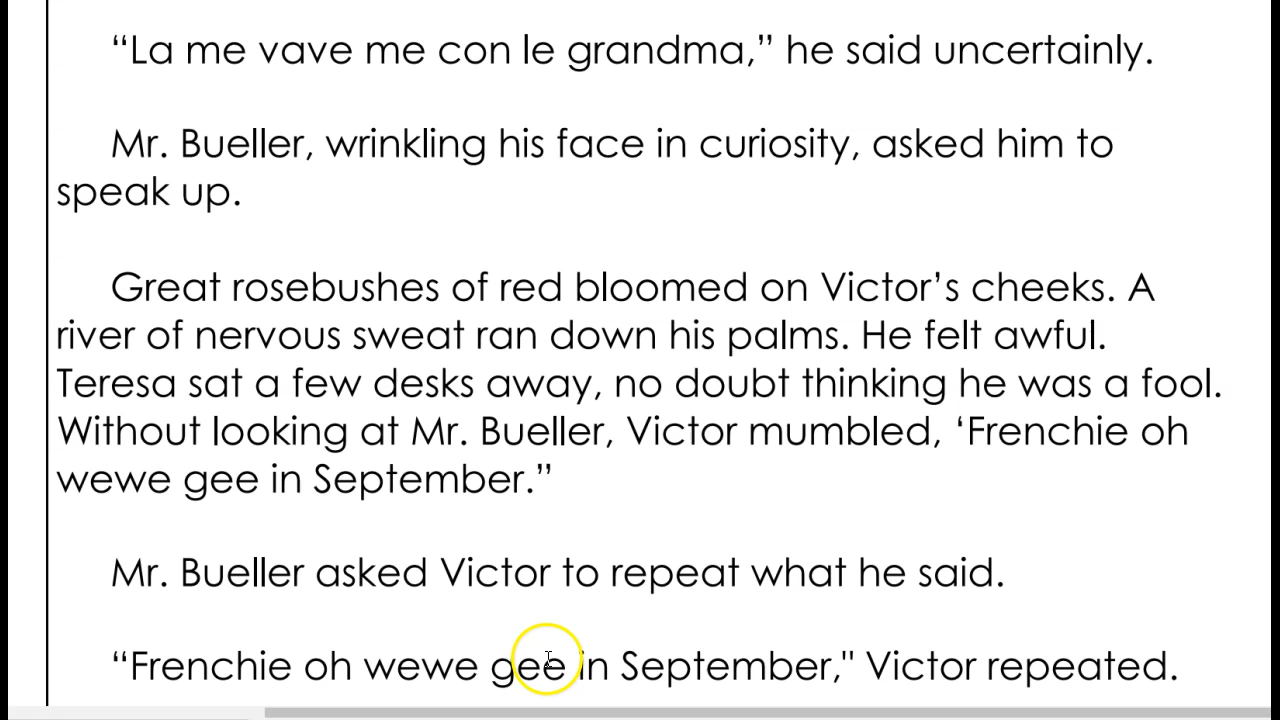 “La me vave me con le grandma,” he said uncertainly.
Mr. Bueller, wrinkling his face in curiosity, asked him to
speak up.
Great rosebushes of red bloomed on Victor’s cheeks. A
river of nervous sweat ran down his palms. He felt awful.
Teresa sat a few desks away, no doubt thinking he was a fool.
Without looking at Mr. Bueller, Victor mumbled, ‘Frenchie oh
wewe gee in September.”
Mr. Bueller asked Victor to repeat what he said.
“Frenchie oh wewe gee in September," Victor repeated.